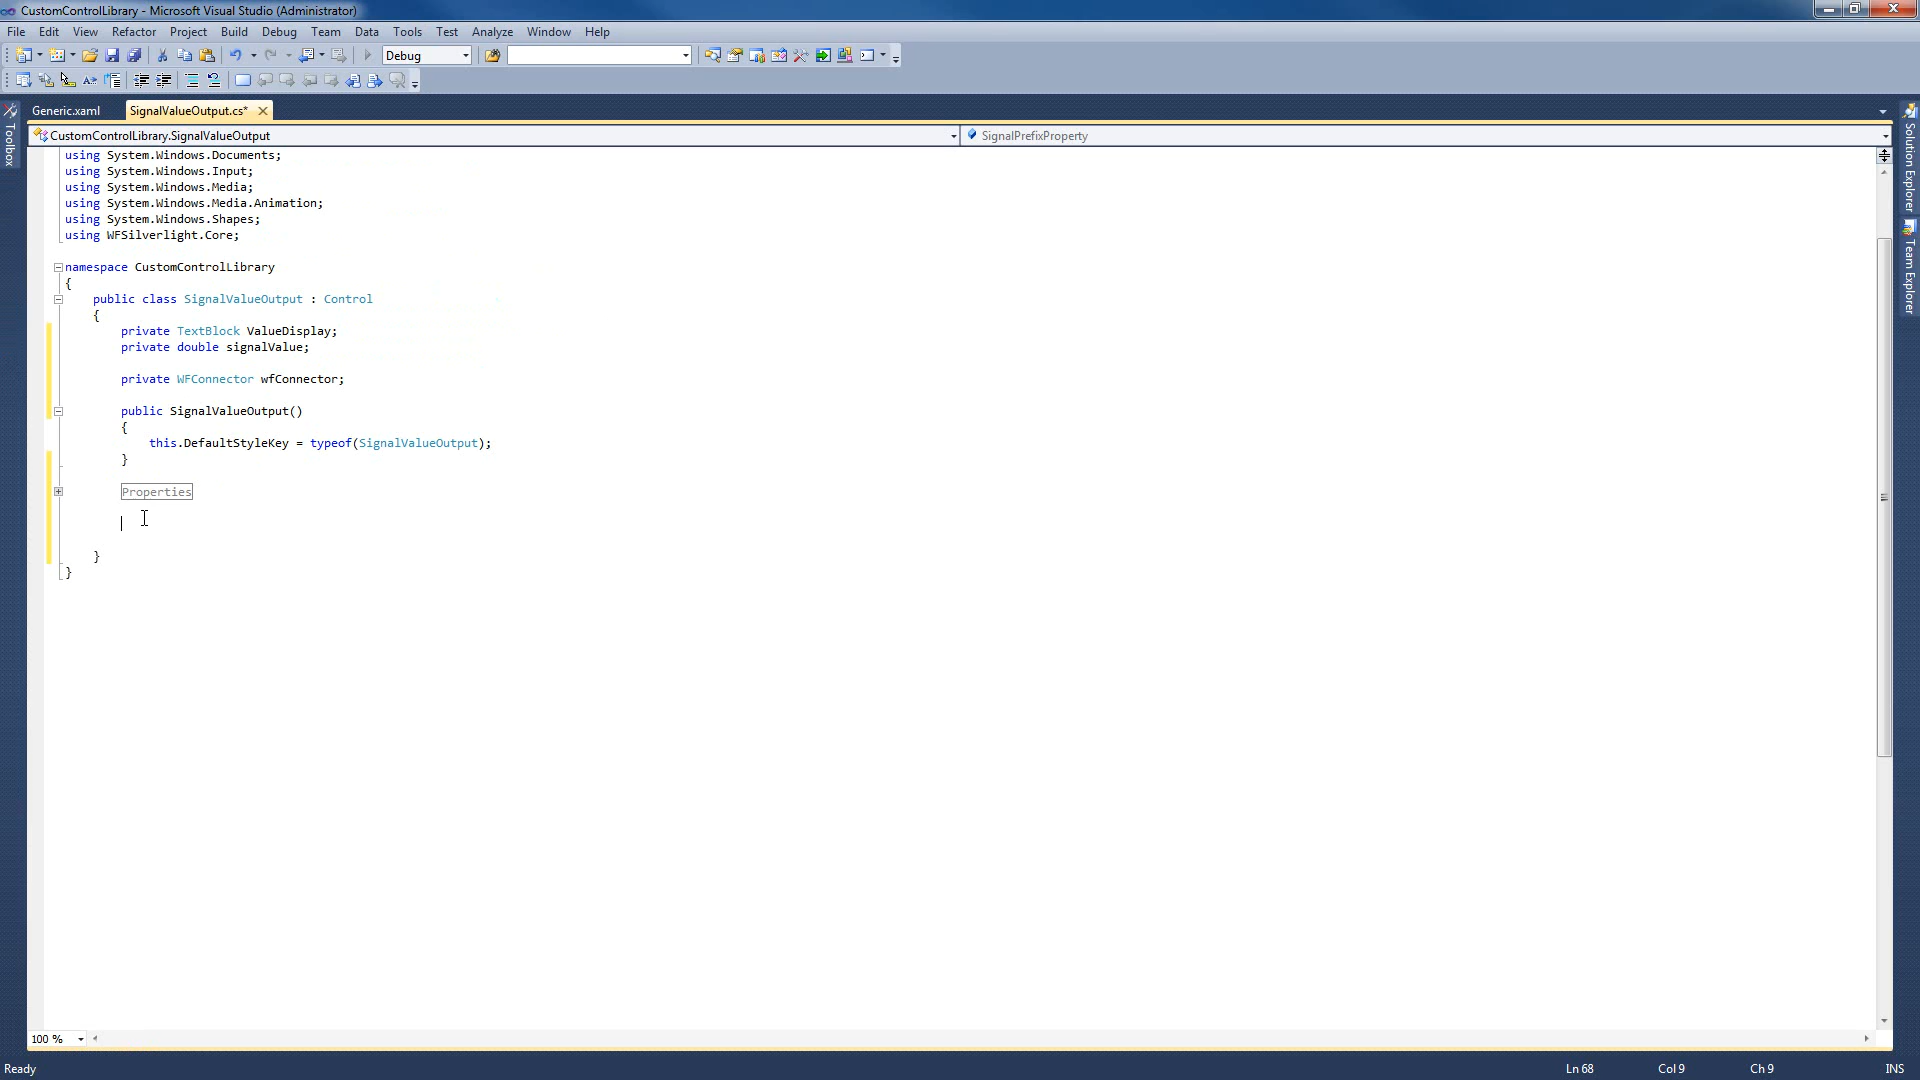 CustomControlLibrary - Microsoft Visual Studio (Administrator)
File Edit View Refactor Project Build Debug Team Data Tools Test Analyze Window Help
Debug
Generic.xaml SignalValueOutput.cs*
CustomControlLibrary.SignalValueOutput SignalPrefixProperty
Toolbox
Solution Explorer
Team Explorer
using System.Windows.Documents;
using System.Windows.Input;
using System.Windows.Media;
using System.Windows.Media.Animation;
using System.Windows.Shapes;
using WFSilverlight.Core;
namespace CustomControlLibrary
{
public class SignalValueOutput : Control
{
private TextBlock ValueDisplay;
private double signalValue;
private WFConnector wfConnector;
public SignalValueOutput()
{
this.DefaultStyleKey = typeof(SignalValueOutput);
}
Properties
}
}
100 %
Ready Ln 68 Col 9 Ch 9 INS